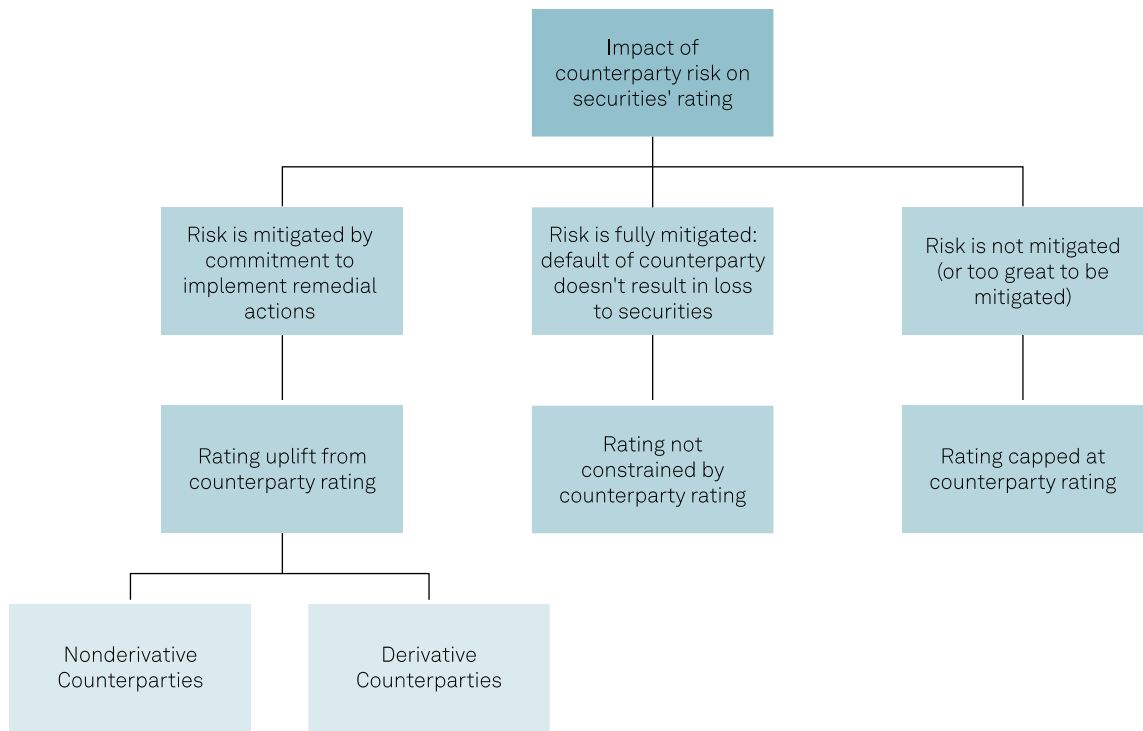 Impact of
counterparty risk on
securities' rating
Risk is mitigated by
commitment to
implement remedial
actions
Risk is fully mitigated:
default of counterparty
doesn't result in loss
to securities
Risk is not mitigated
(or too great to be
mitigated)
Rating uplift from
counterparty rating
Rating not
constrained by
counterparty rating
Rating capped at
counterparty rating
Nonderivative
Counterparties
Derivative
Counterparties